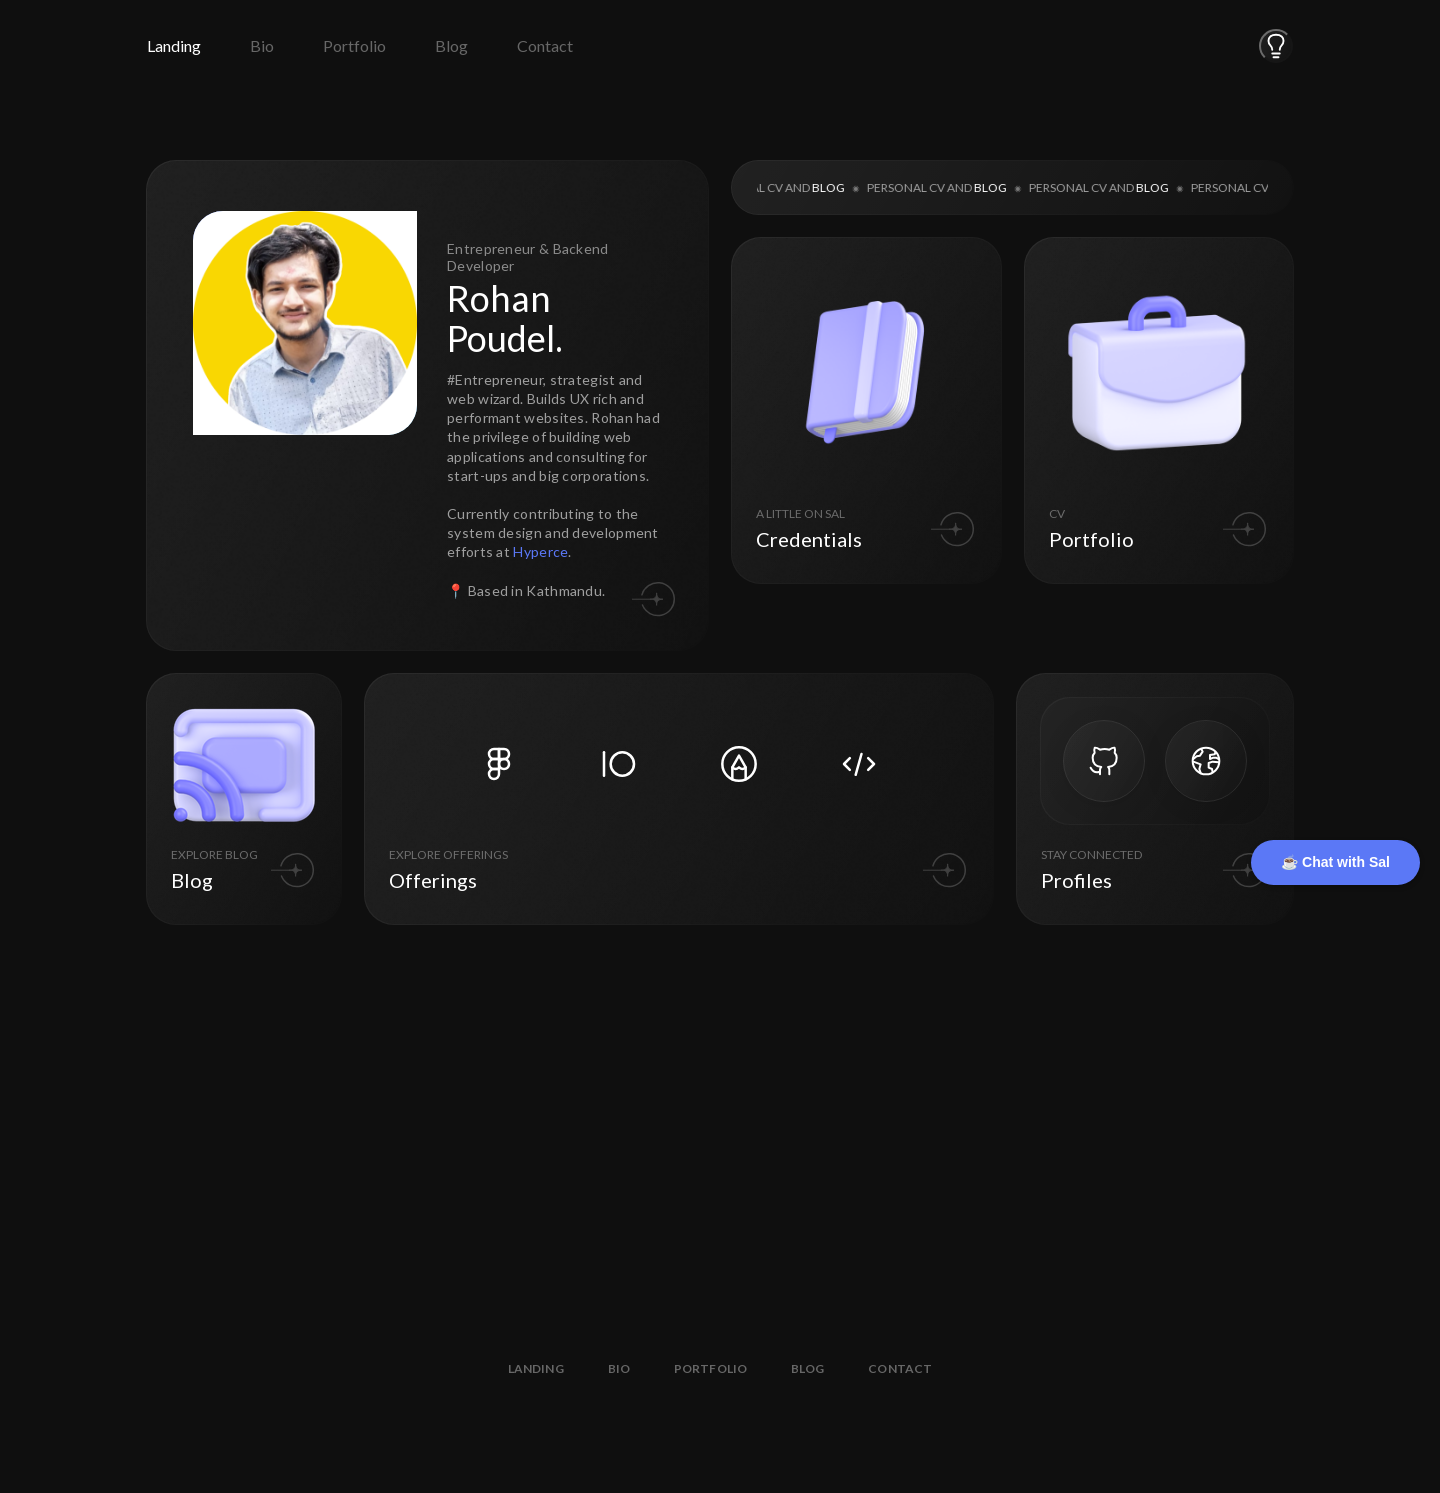 Landing Bio Portfolio Blog Contact
AL CV AND BLOG PERSONAL CV AND BLOG PERSONAL CV AND BLOG PERSONAL CV
Entrepreneur & Backend
Developer
Rohan
Poudel.
#Entrepreneur, strategist and
web wizard. Builds UX rich and
performant websites. Rohan had
the privilege of building web
applications and consulting for
start-ups and big corporations.
Currently contributing to the
system design and development
efforts at Hyperce.
📍 Based in Kathmandu.
A LITTLE ON SAL
Credentials
CV
Portfolio
EXPLORE BLOG
Blog
EXPLORE OFFERINGS
Offerings
STAY CONNECTED
Profiles
☕ Chat with Sal
LANDING BIO PORTFOLIO BLOG CONTACT